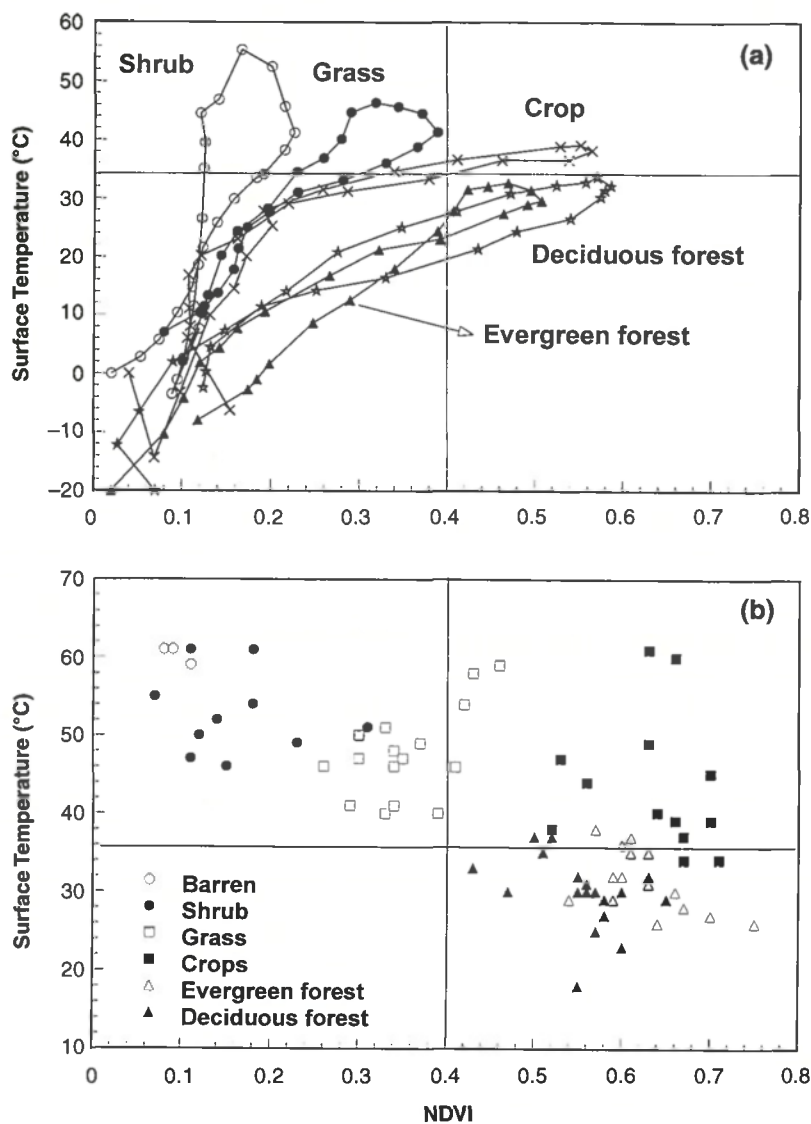 60
50
40
30
20
10
0
−10
−20
Surface Temperature (°C)
(a)
Shrub
Grass
Crop
Deciduous forest
Evergreen forest
0 0.1 0.2 0.3 0.4 0.5 0.6 0.7 0.8
70
60
50
40
30
20
10
Surface Temperature (°C)
(b)
Barren
Shrub
Grass
Crops
Evergreen forest
Deciduous forest
0 0.1 0.2 0.3 0.4 0.5 0.6 0.7 0.8
NDVI